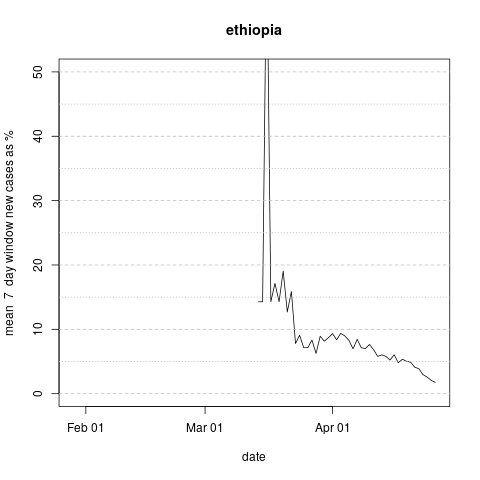 ethiopia
mean 7 day window new cases as %
50
40
30
20
10
0
Feb 01
Mar 01
Apr 01
date